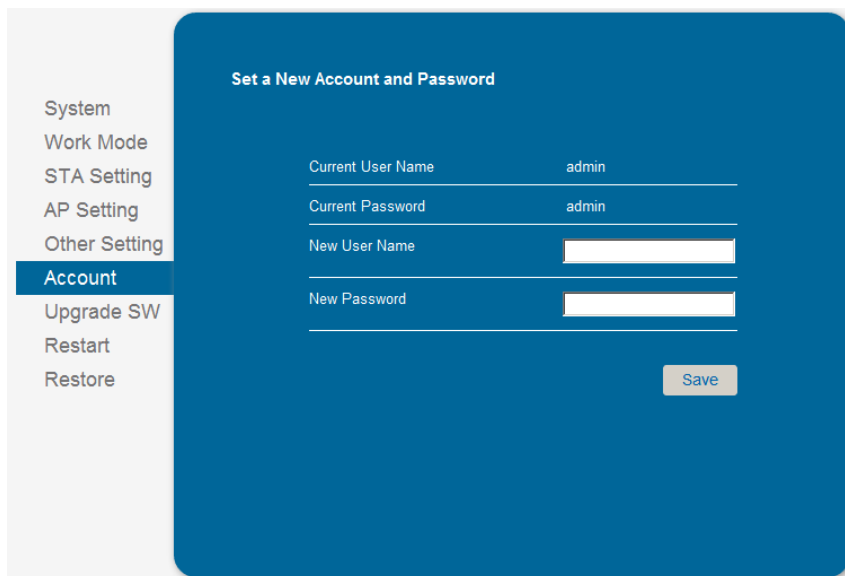 Set a New Account and Password
System
Work Mode
STA Setting
AP Setting
Other Setting
Account
Upgrade SW
Restart
Restore
Current User Name admin
Current Password admin
New User Name
New Password
Save